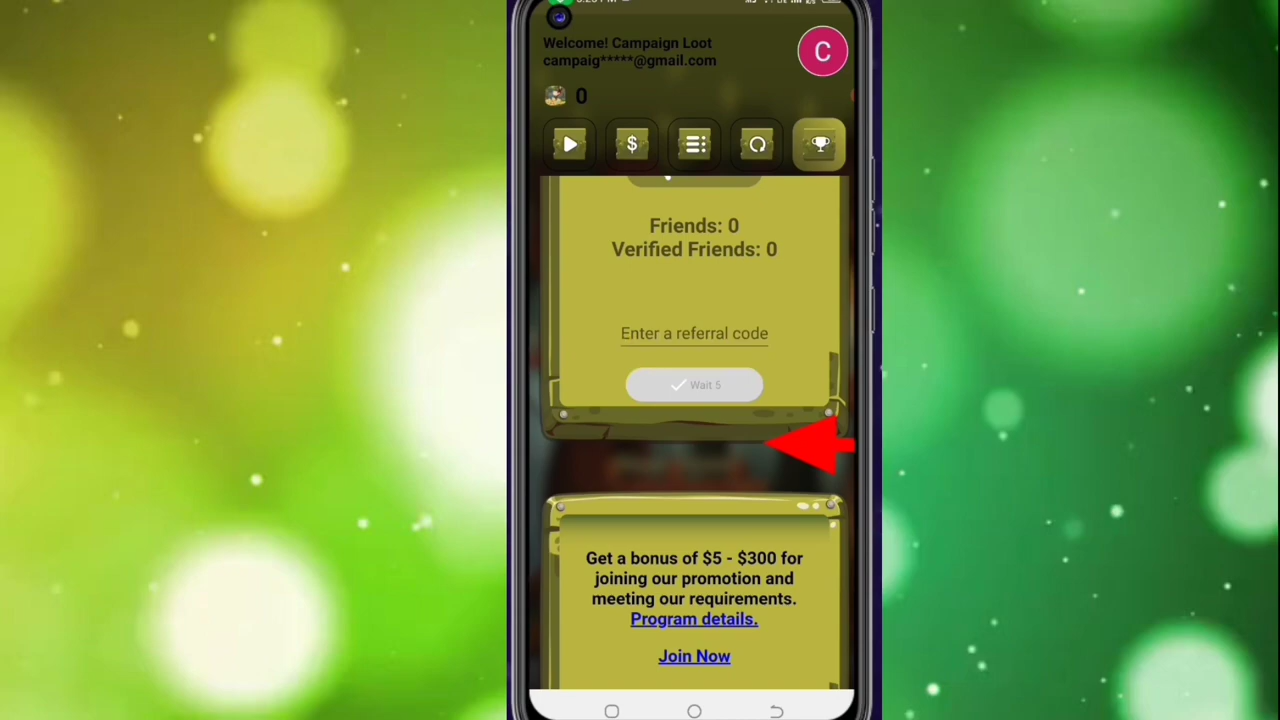 Welcome! Campaign Loot
campaig*****@gmail.com
C
0
$
Friends: 0
Verified Friends: 0
Enter a referral code
Wait 5
Get a bonus of $5 - $300 for
joining our promotion and
meeting our requirements.
Program details.
Join Now